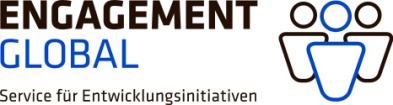 ENGAGEMENT
GLOBAL
Service für Entwicklungsinitiativen